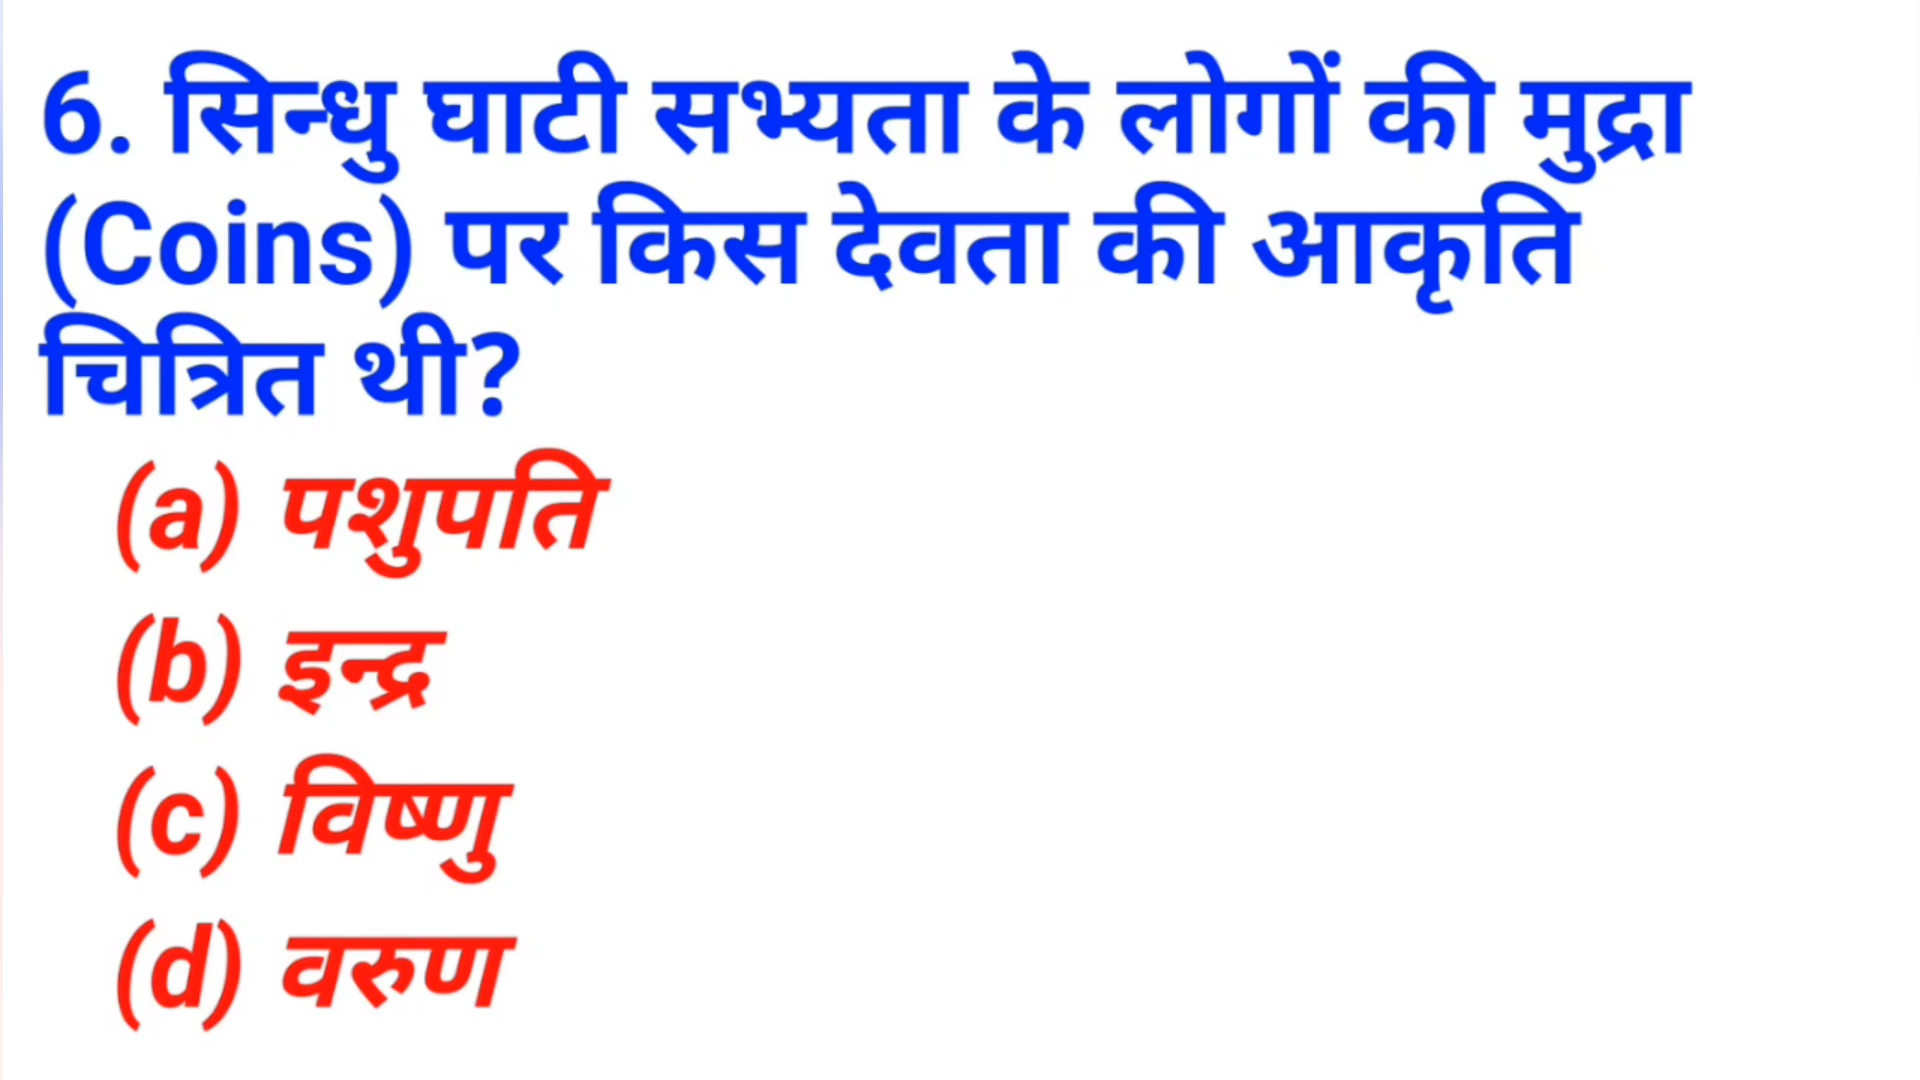 6. सिन्धु घाटी सभ्यता के लोगों की मुद्रा
(Coins) पर किस देवता की आकृति
चित्रित थी?
(a) पशुपति
(b) इन्द्र
(c) विष्णु
(d) वरुण